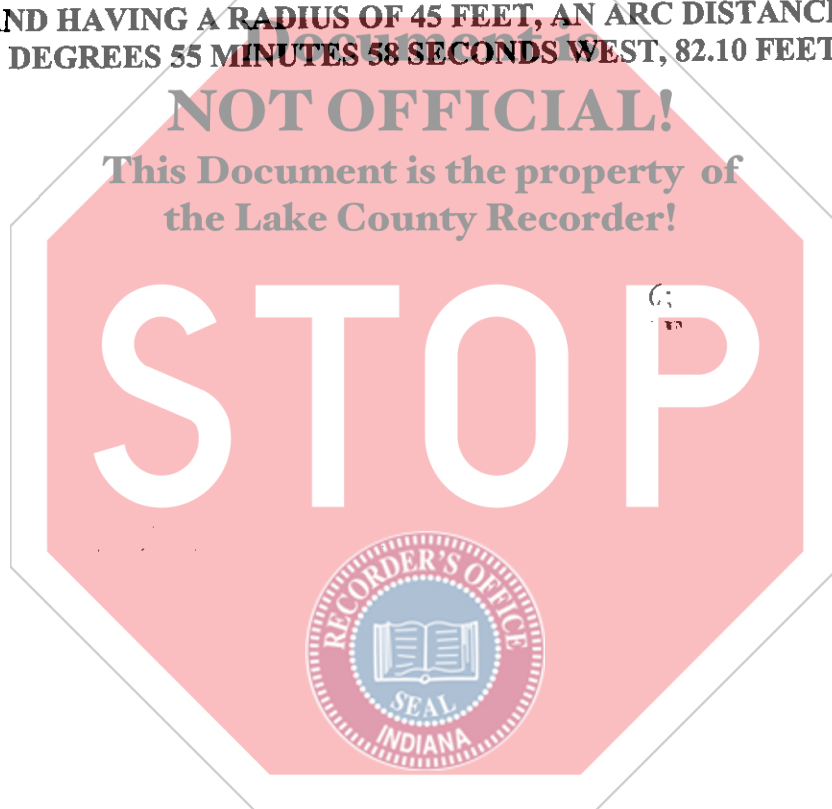 ND HAVING A RADIUS OF 45 FEET, AN ARC DISTANC
DEGREES 55 MINUTES 58 SECONDS WEST, 82.10 FEET
Document is
NOT OFFICIAL!
This Document is the property of
the Lake County Recorder!
STOP
RECORDER'S OFFICE
SEAL
INDIANA